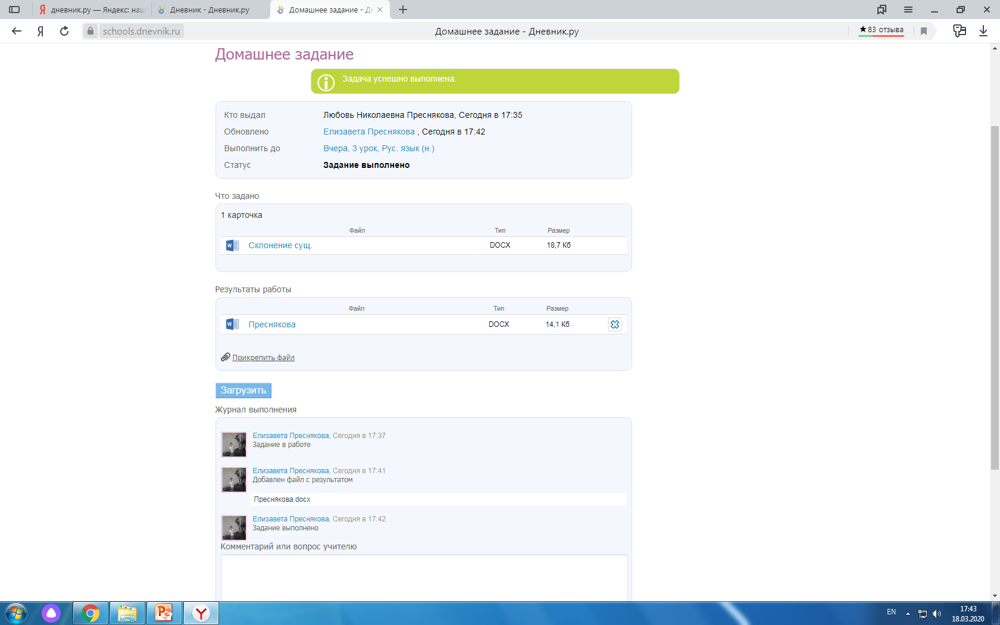 дневник.ру — Яндекс: наш
Дневник - Дневник.ру
Домашнее задание - Дн
schools.dnevnik.ru
Домашнее задание - Дневник.ру
★83 отзыва
Домашнее задание
Задача успешно выполнена.
Кто выдал Любовь Николаевна Преснякова, Сегодня в 17:35
Обновлено Елизавета Преснякова , Сегодня в 17:42
Выполнить до Вчера, 3 урок, Рус. язык (н.)
Статус Задание выполнено
Что задано
1 карточка
Файл Тип Размер
Склонение сущ. DOCX 18,7 Кб
Результаты работы
Файл Тип Размер
Преснякова DOCX 14,1 Кб
Прикрепить файл
Загрузить
Журнал выполнения
Елизавета Преснякова, Сегодня в 17:37
Задание в работе
Елизавета Преснякова, Сегодня в 17:41
Добавлен файл с результатом
Преснякова.docx
Елизавета Преснякова, Сегодня в 17:42
Задание выполнено
Комментарий или вопрос учителю
EN
17:43
18.03.2020